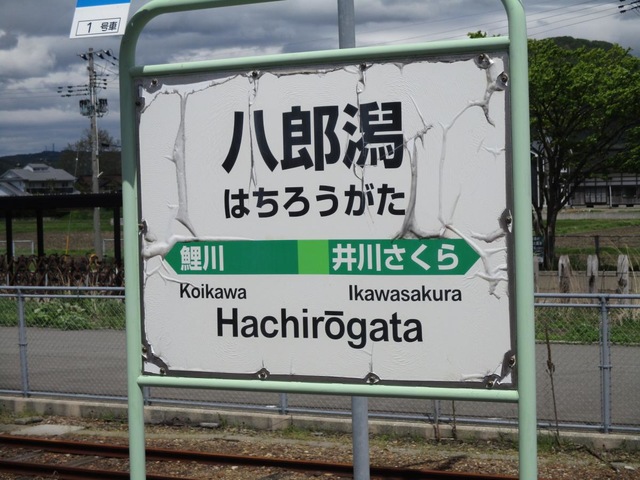 1 号車
八郎潟
はちろうがた
鯉川 井川さくら
Koikawa Ikawasakura
Hachirōgata